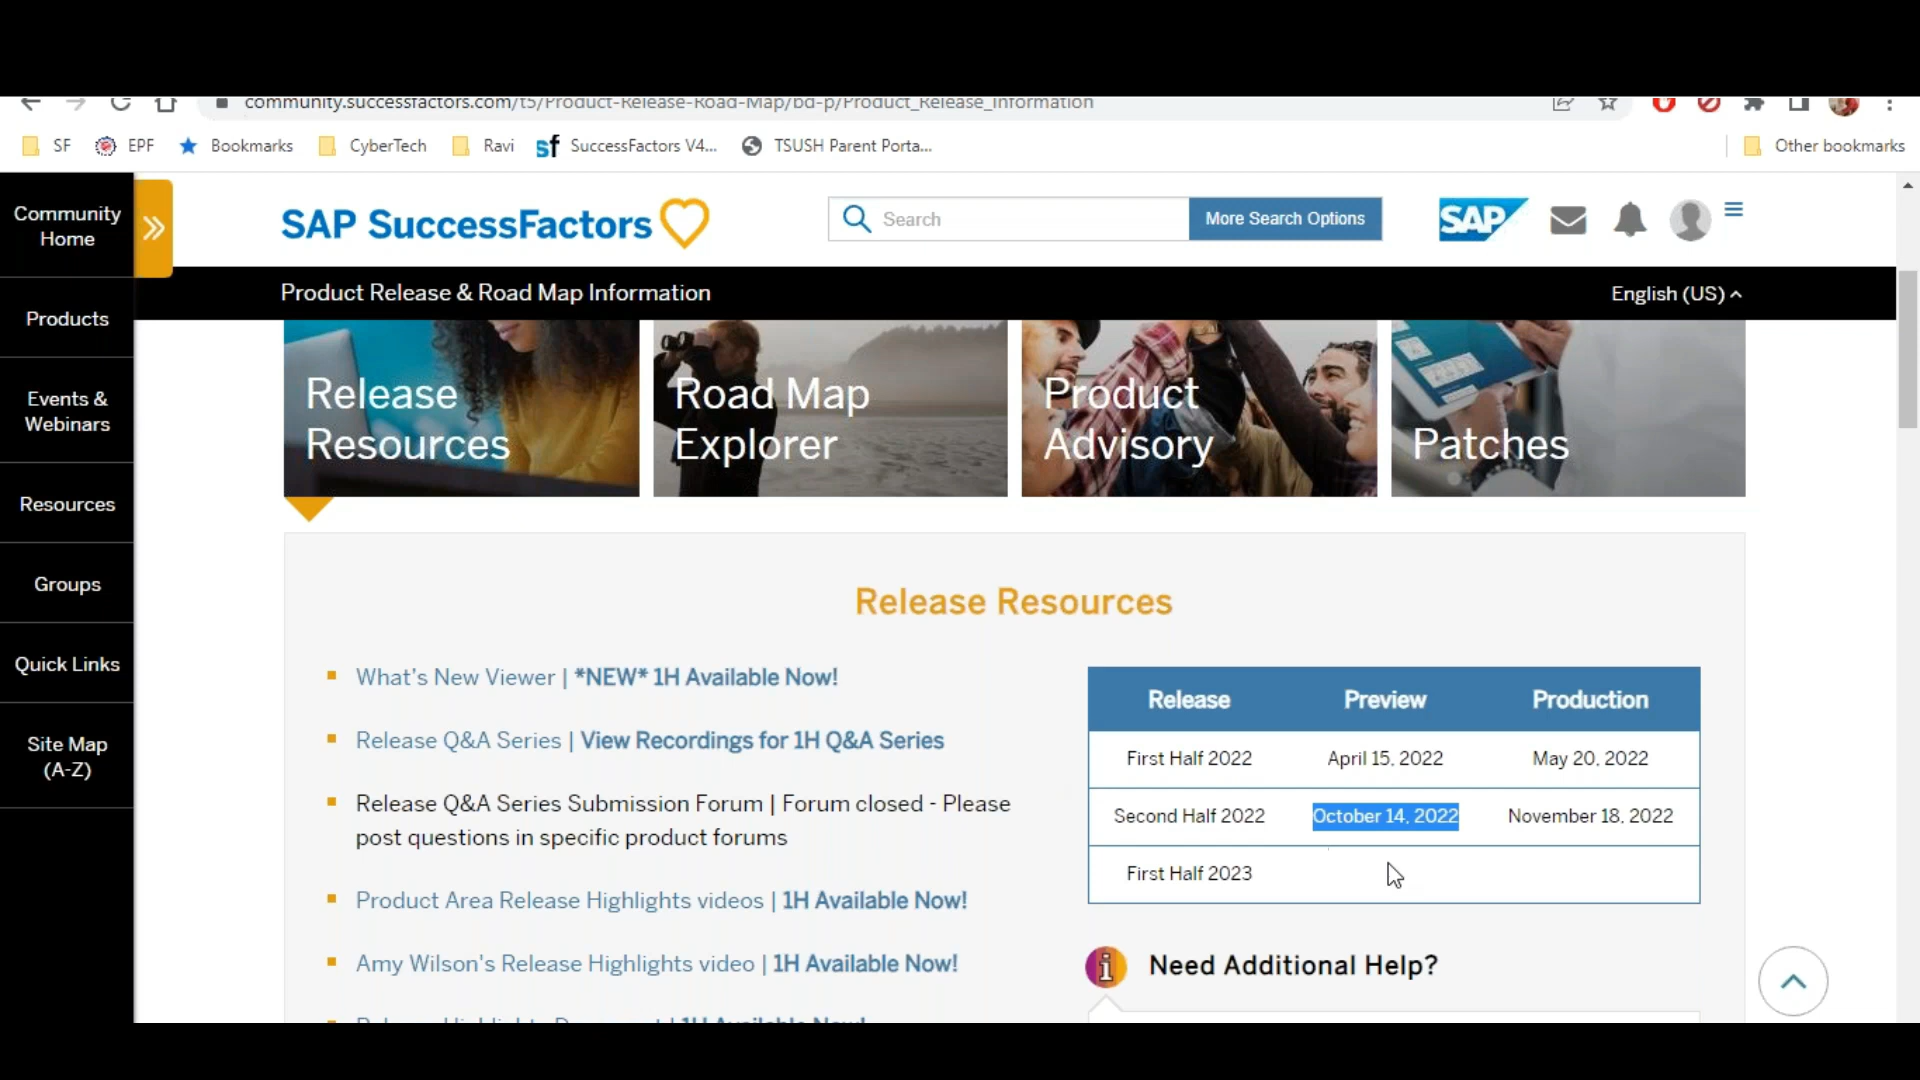 community.successfactors.com/t5/Product-Release-Road-Map/bd-p/Product_Release_Information
SF EPF Bookmarks CyberTech Ravi sf SuccessFactors V4... TSUSH Parent Porta... Other bookmarks
Community
Home
Products
Events &
Webinars
Resources
Groups
Quick Links
Site Map
(A-Z)
SAP SuccessFactors
Search
More Search Options
SAP
Product Release & Road Map Information
English (US)
Release
Resources
Road Map
Explorer
Product
Advisory
Patches
Release Resources
What's New Viewer | *NEW* 1H Available Now!
Release Q&A Series | View Recordings for 1H Q&A Series
Release Q&A Series Submission Forum | Forum closed - Please
post questions in specific product forums
Product Area Release Highlights videos | 1H Available Now!
Amy Wilson's Release Highlights video | 1H Available Now!
Release Preview Production
First Half 2022 April 15, 2022 May 20, 2022
Second Half 2022 October 14, 2022 November 18, 2022
First Half 2023
i Need Additional Help?